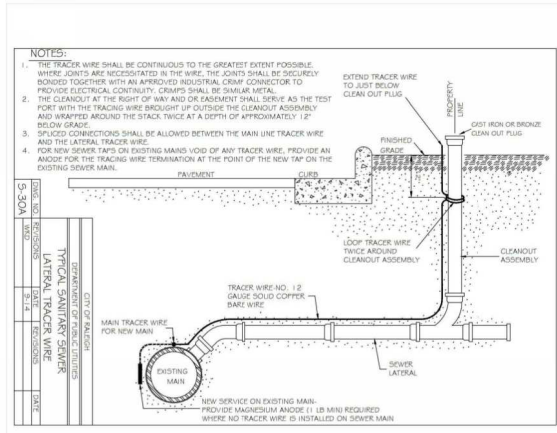 NOTES:
1. THE TRACER WIRE SHALL BE CONTINUOUS TO THE GREATEST EXTENT POSSIBLE.
WHERE JOINTS ARE NECESSITATED IN THE WIRE, THE JOINTS SHALL BE SECURELY
BONDED TOGETHER WITH AN APRROVED INDUSTRIAL CRIMP CONNECTOR TO
PROVIDE ELECTRICAL CONTINUITY. CRIMPS SHALL BE SIMILAR METAL.
2. THE CLEANOUT AT THE RIGHT OF WAY AND OR EASEMENT SHALL SERVE AS THE TEST
PORT WITH THE TRACING WIRE BROUGHT UP OUTSIDE THE CLEANOUT ASSEMBLY
AND WRAPPED AROUND THE STACK TWICE AT A DEPTH OF APPROXIMATELY 12"
BELOW GRADE.
3. SPLICED CONNECTIONS SHALL BE ALLOWED BETWEEN THE MAIN LINE TRACER WIRE
AND THE LATERAL TRACER WIRE.
4. FOR NEW SEWER TAPS ON EXISTING MAINS VOID OF ANY TRACER WIRE, PROVIDE AN
ANODE FOR THE TRACING WIRE TERMINATION AT THE POINT OF THE NEW TAP ON THE
EXISTING SEWER MAIN.
EXTEND TRACER WIRE
TO JUST BELOW
CLEAN OUT PLUG
PROPERTY
LINE
CAST IRON OR BRONZE
CLEAN OUT PLUG
FINISHED
GRADE
PAVEMENT
CURB
12"
LOOP TRACER WIRE
TWICE AROUND
CLEANOUT ASSEMBLY
CLEANOUT
ASSEMBLY
TRACER WIRE-NO. 12
GAUGE SOLID COPPER
BARE WIRE
MAIN TRACER WIRE
FOR NEW MAIN
EXISTING
MAIN
SEWER
LATERAL
NEW SERVICE ON EXISTING MAIN-
PROVIDE MAGNESIUM ANODE (1 LB MIN) REQUIRED
WHERE NO TRACER WIRE IS INSTALLED ON SEWER MAIN
CITY OF RALEIGH
DEPARTMENT OF PUBLIC UTILITIES
TYPICAL SANITARY SEWER
LATERAL TRACER WIRE
DWG. NO. REVISIONS DATE REVISIONS DATE
S-30A WRD 9-14